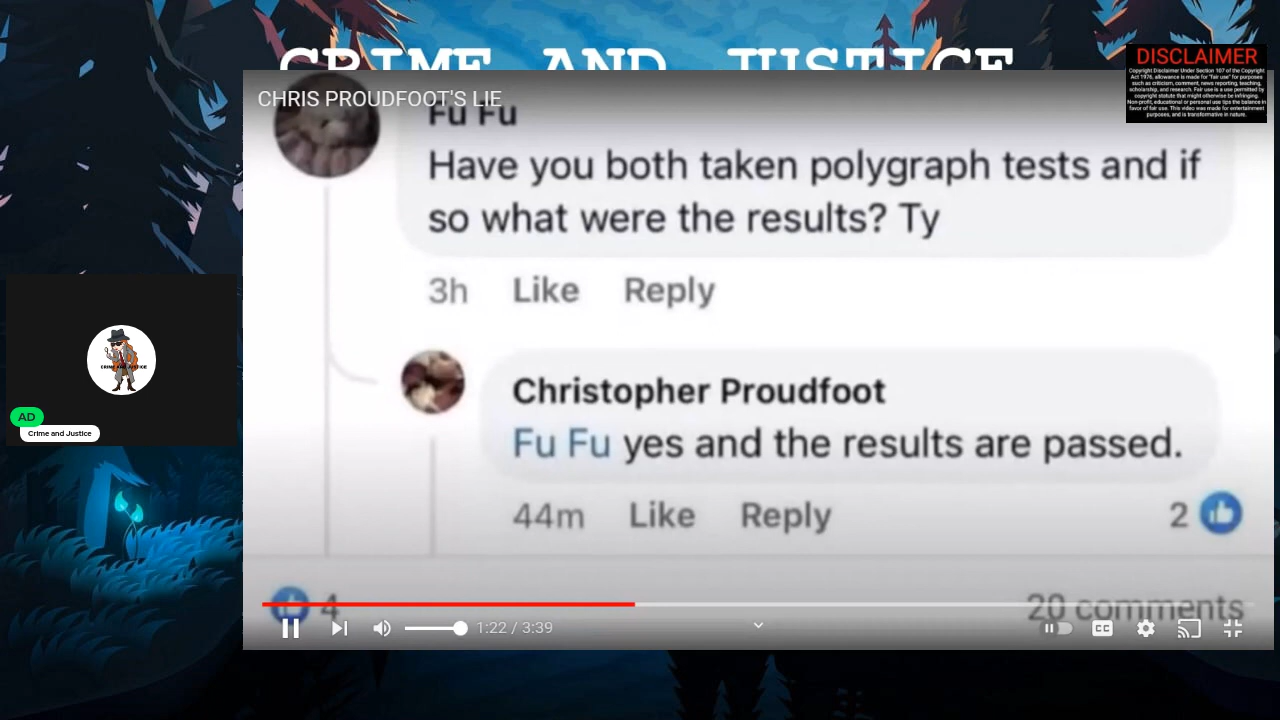 CRIME AND JUSTICE
DISCLAIMER
Copyright Disclaimer Under Section 107 of the Copyright
Act 1976, allowance is made for "fair use" for purposes
such as criticism, comment, news reporting, teaching,
scholarship, and research. Fair use is a use permitted by
copyright statute that might otherwise be infringing.
Non-profit, educational or personal use tips the balance in
favor of fair use. This video was made for entertainment
purposes, and is transformative in nature.
CHRIS PROUDFOOT'S LIE
Fu Fu
Have you both taken polygraph tests and if
so what were the results? Ty
3h Like Reply
Christopher Proudfoot
Fu Fu yes and the results are passed.
44m Like Reply 2
4 20 comments
1:22 / 3:39
CC
CRIME AND JUSTICE
AD
Crime and Justice